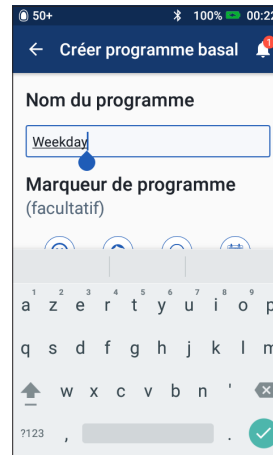 50+ 100% 00:22
Créer programme basal 1
Nom du programme
Weekday
Marqueur de programme
(facultatif)
1 2 3 4 5 6 7 8 9
a z e r t y u i o p
q s d f g h j k l m
w x c v b n '
?123 , .